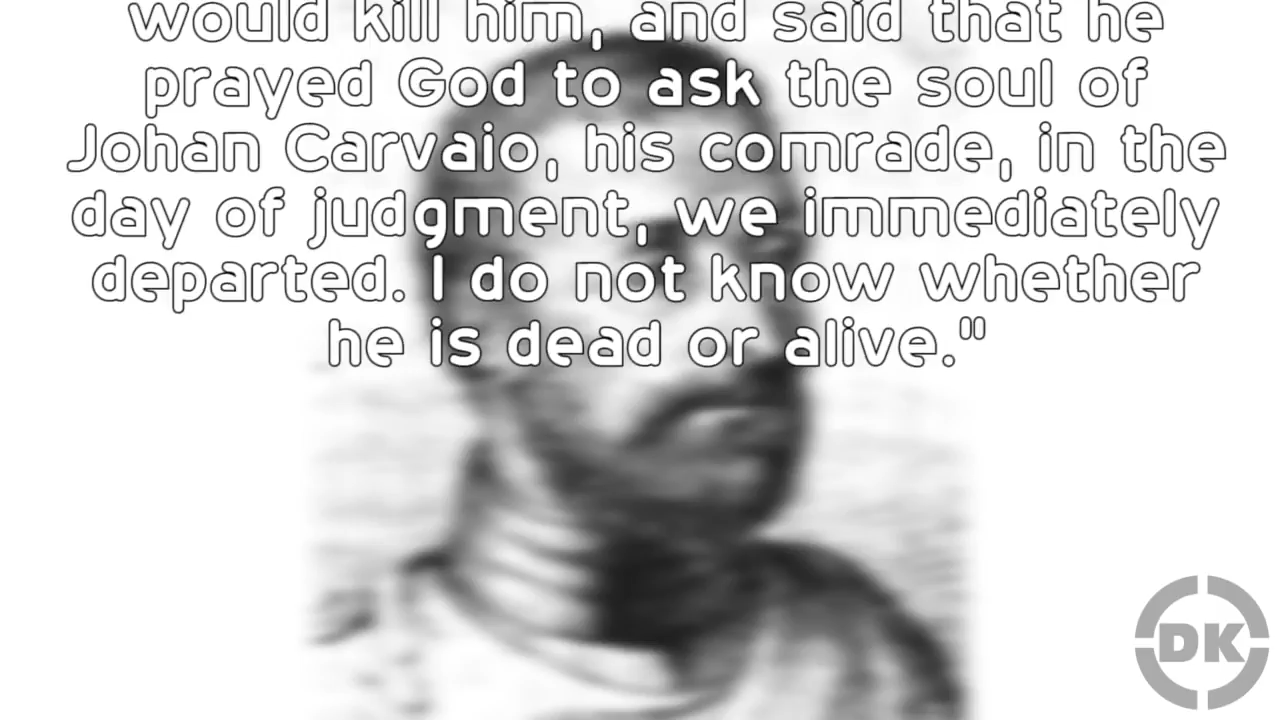 would kill him, and said that he
prayed God to ask the soul of
Johan Carvaio, his comrade, in the
day of judgment, we immediately
departed. I do not know whether
he is dead or alive."
DK